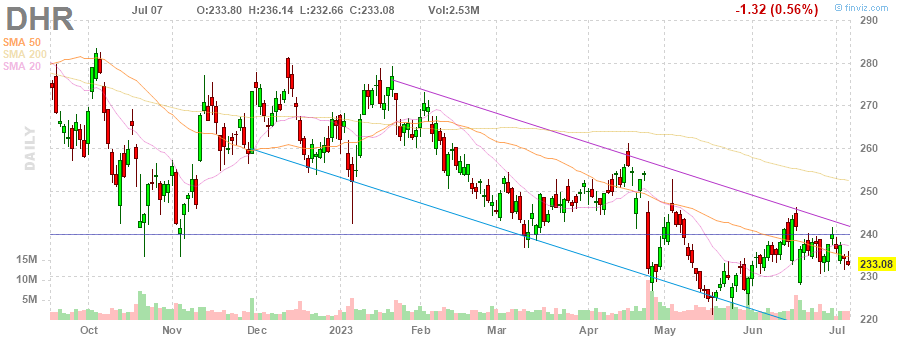 DHR
Jul 07 O:233.80 H:236.14 L:232.66 C:233.08 Vol:2.53M -1.32 (0.56%)
© finviz.com
SMA 50
SMA 200
SMA 20
DAILY
290
280
270
260
250
240
230
220
233.08
15M
10M
5M
Oct Nov Dec 2023 Feb Mar Apr May Jun Jul